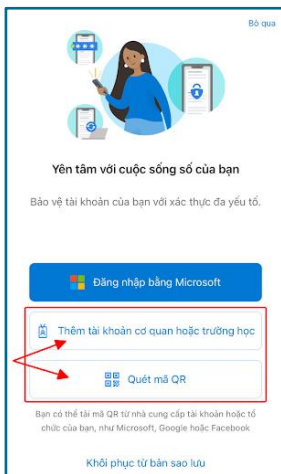 Bỏ qua
Yên tâm với cuộc sống số của bạn
Bảo vệ tài khoản của bạn với xác thực đa yếu tố.
Đăng nhập bằng Microsoft
Thêm tài khoản cơ quan hoặc trường học
Quét mã QR
Bạn có thể tải mã QR từ nhà cung cấp tài khoản hoặc tổ
chức của bạn, như Microsoft, Google hoặc Facebook
Khôi phục từ bản sao lưu